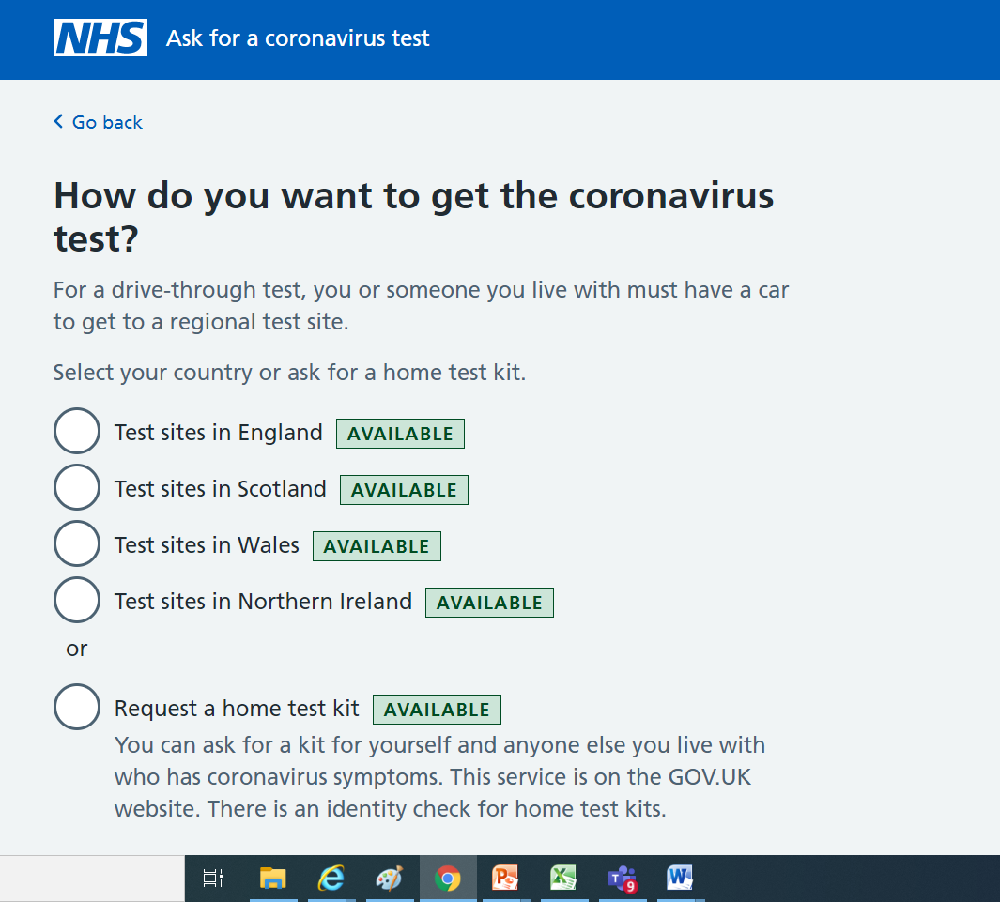 NHS Ask for a coronavirus test
Go back
How do you want to get the coronavirus
test?
For a drive-through test, you or someone you live with must have a car
to get to a regional test site.
Select your country or ask for a home test kit.
Test sites in England AVAILABLE
Test sites in Scotland AVAILABLE
Test sites in Wales AVAILABLE
Test sites in Northern Ireland AVAILABLE
or
Request a home test kit AVAILABLE
You can ask for a kit for yourself and anyone else you live with
who has coronavirus symptoms. This service is on the GOV.UK
website. There is an identity check for home test kits.
9